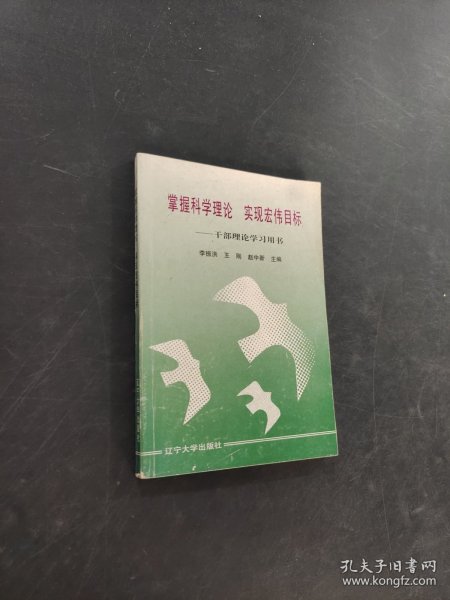 掌握科学理论 实现宏伟目标
——干部理论学习用书
李振洪 王刚 赵中新 主编
辽宁大学出版社
孔夫子旧书网
www.kongfz.com